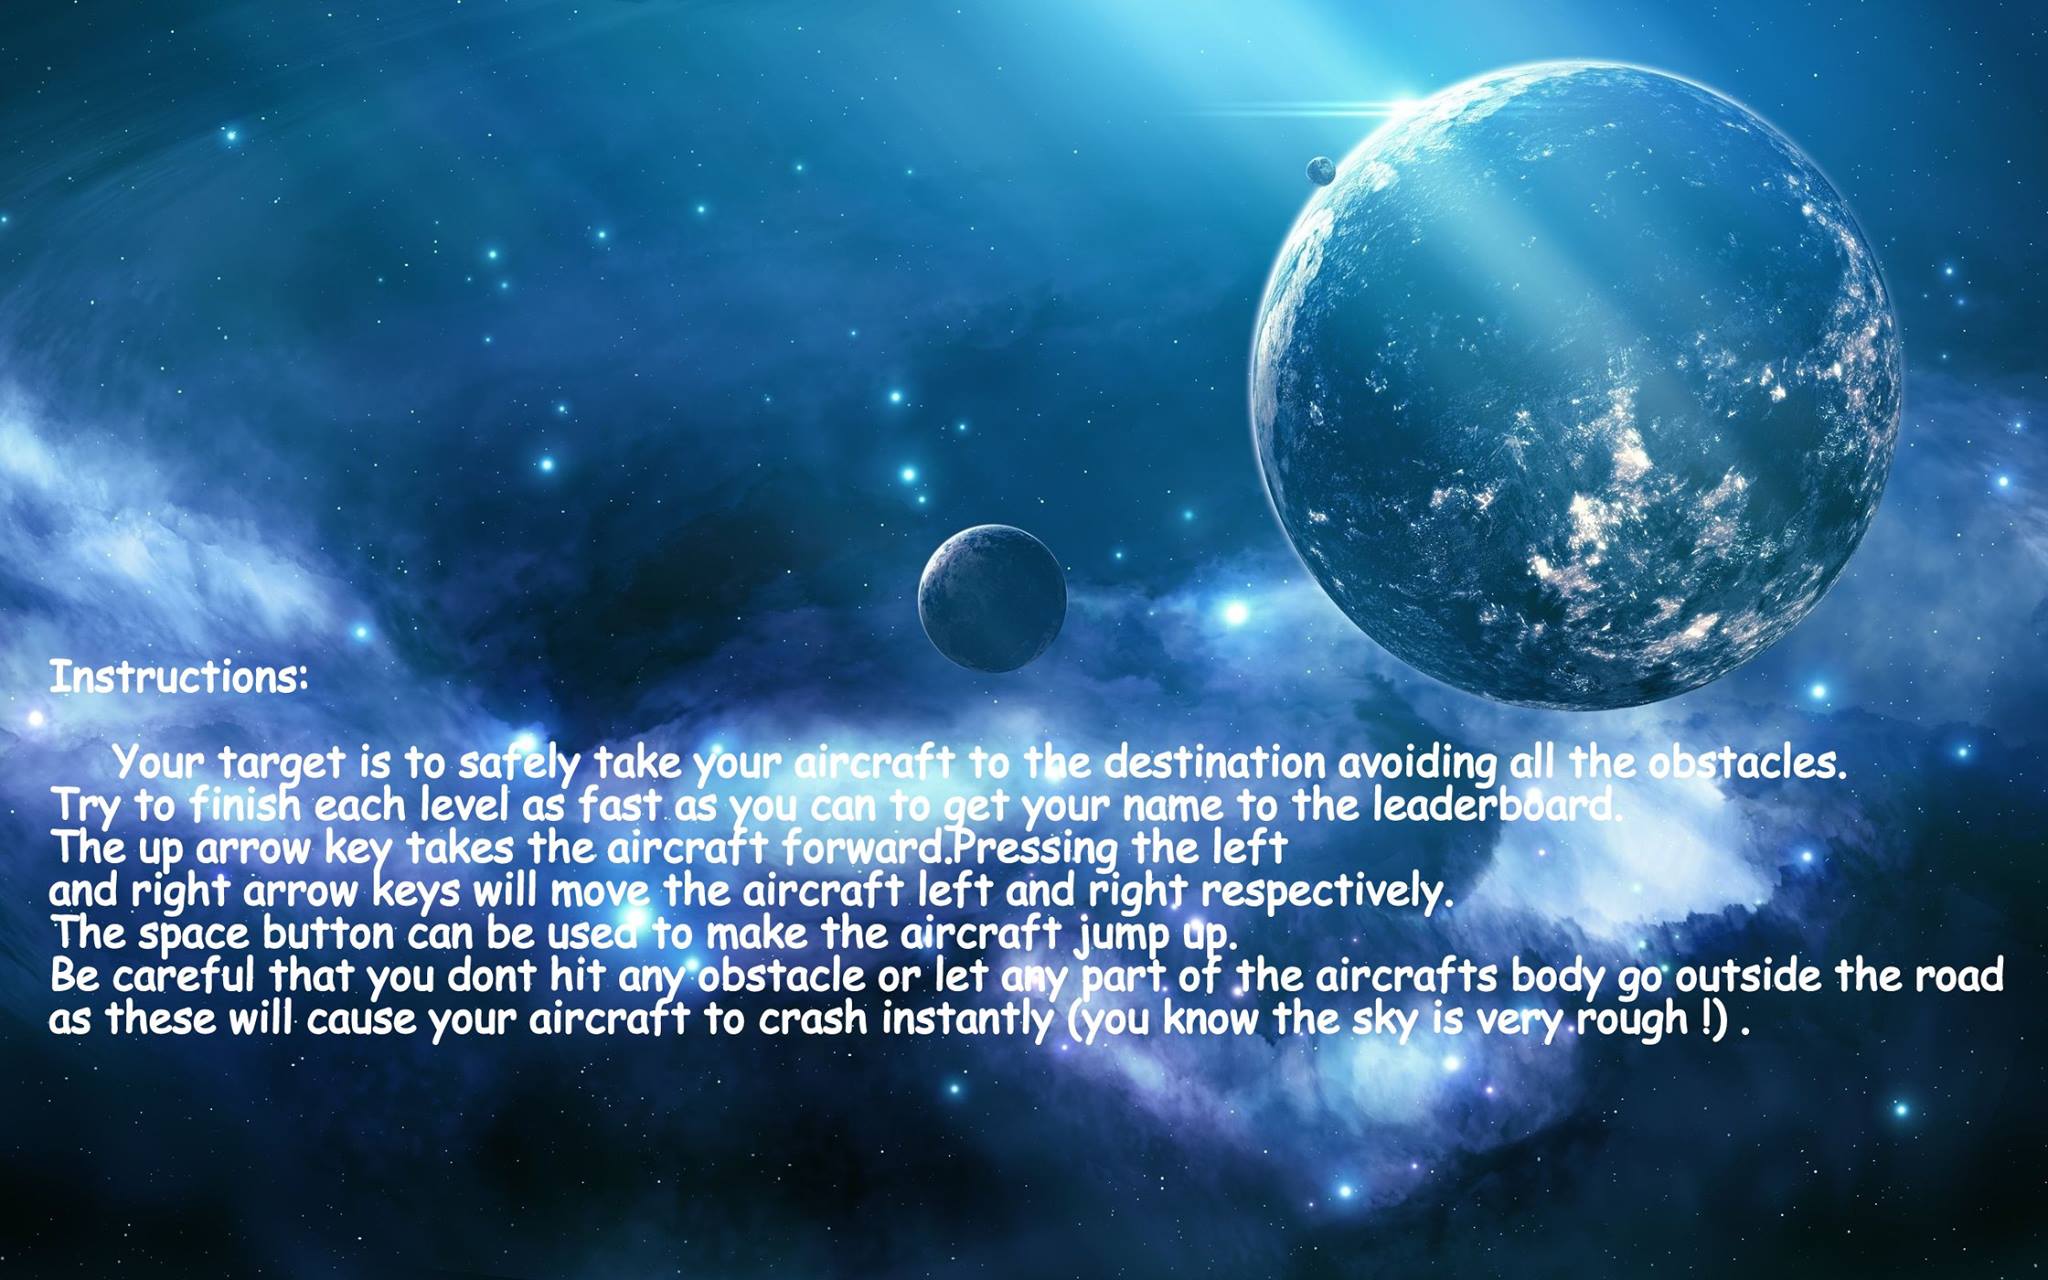 Instructions:
Your target is to safely take your aircraft to the destination avoiding all the obstacles.
Try to finish each level as fast as you can to get your name to the leaderboard.
The up arrow key takes the aircraft forward.Pressing the left
and right arrow keys will move the aircraft left and right respectively.
The space button can be used to make the aircraft jump up.
Be careful that you dont hit any obstacle or let any part of the aircrafts body go outside the road
as these will cause your aircraft to crash instantly (you know the sky is very rough !) .